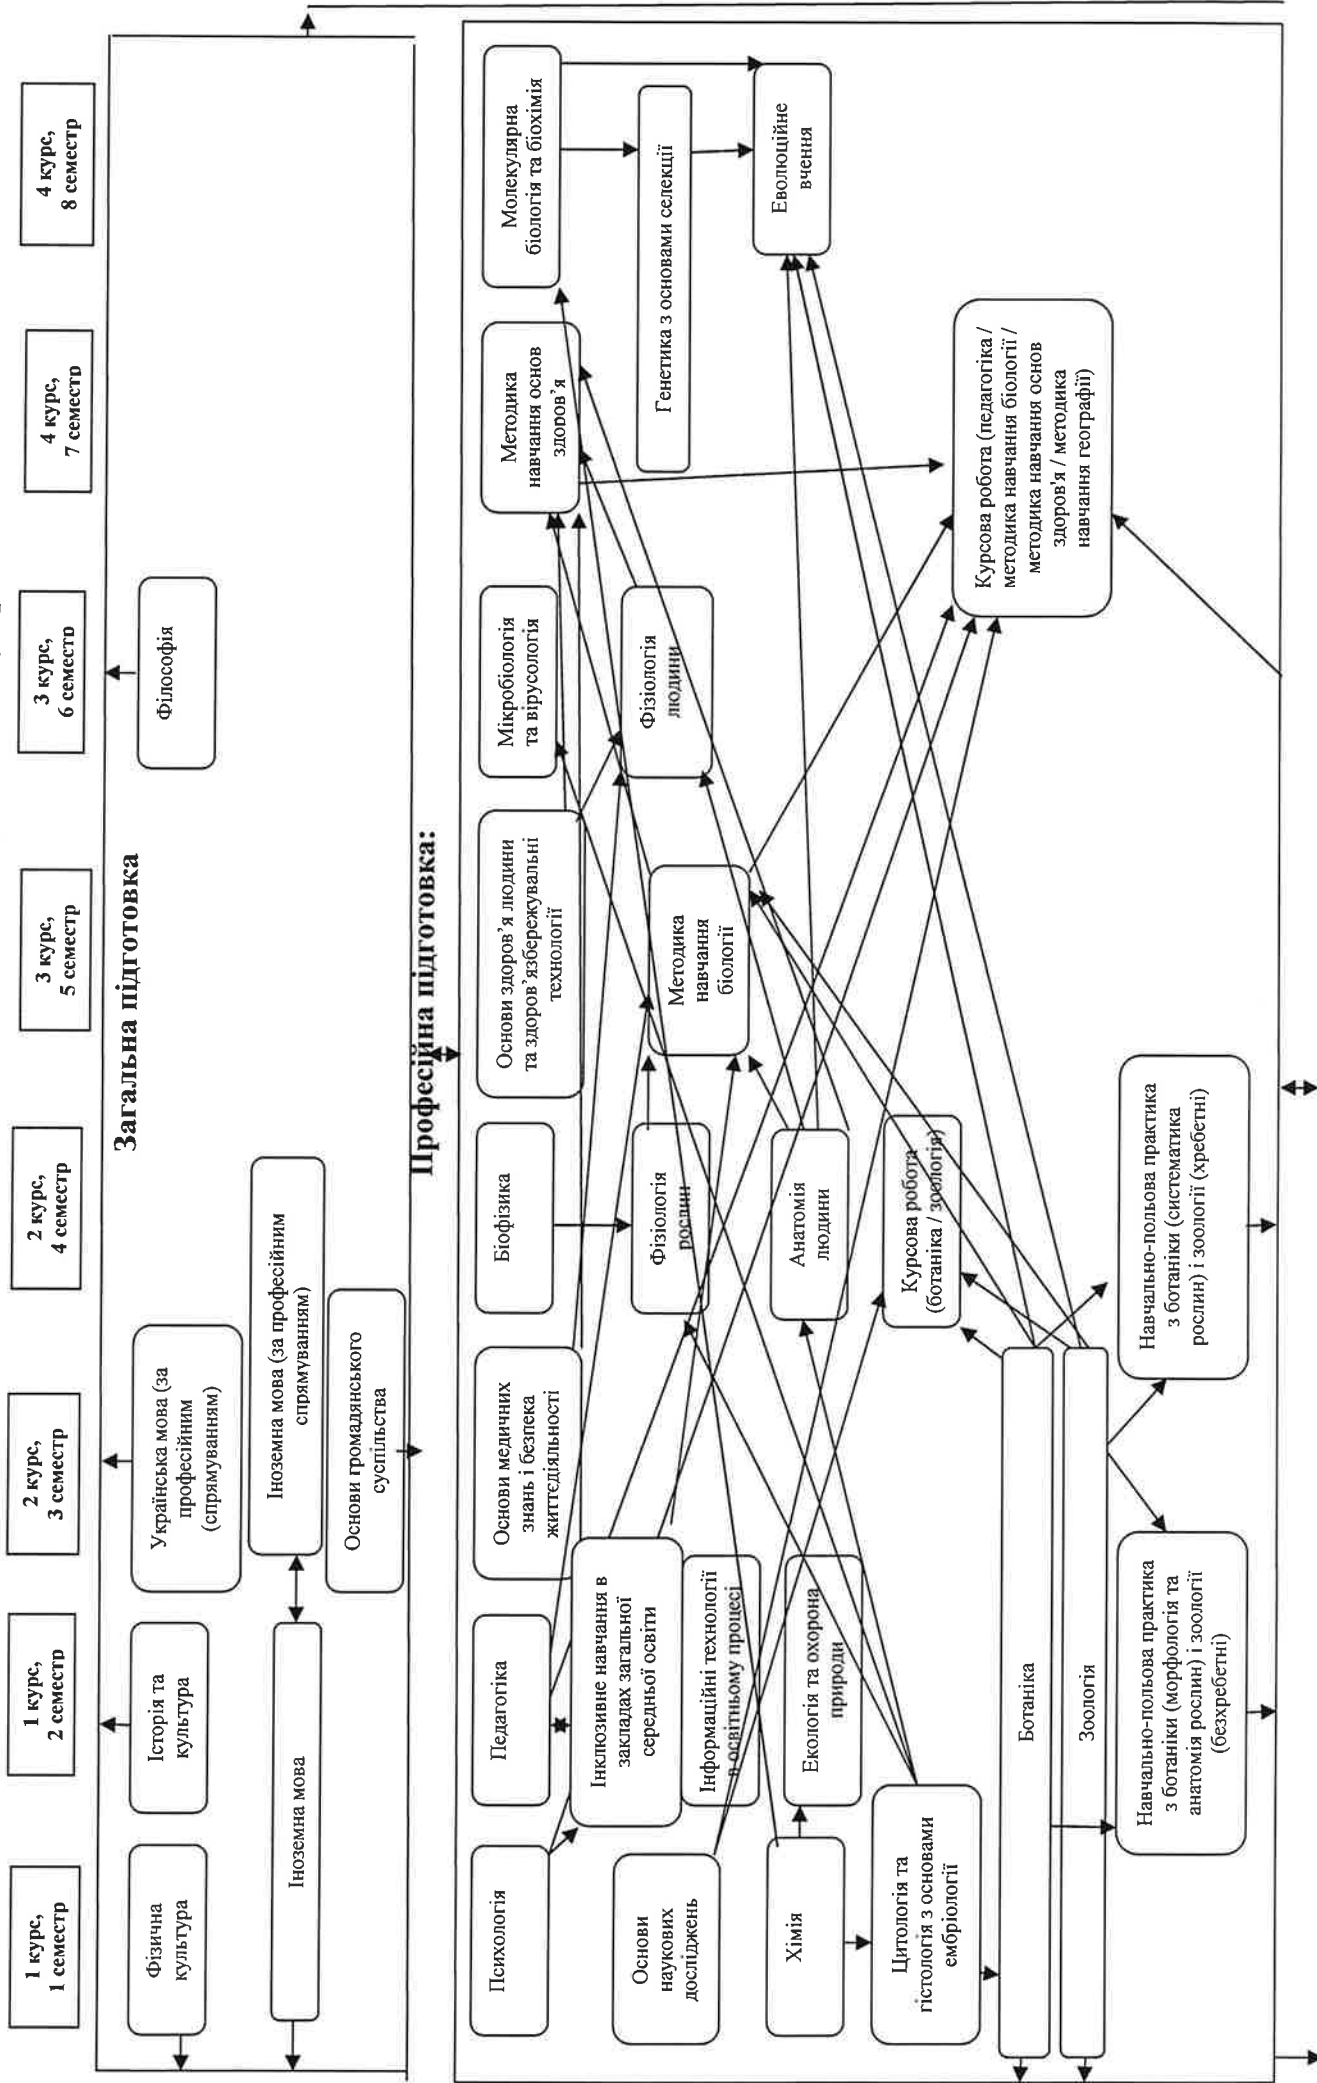 1 курс,
1 семестр
1 курс,
2 семестр
2 курс,
3 семестр
2 курс,
4 семестр
3 курс,
5 семестр
3 курс,
6 семестр
4 курс,
7 семестр
4 курс,
8 семестр
Загальна підготовка
Фізична
культура
Історія та
культура
Українська мова (за
професійним
(спрямуванням)
Філософія
Іноземна мова
Іноземна мова (за професійним
спрямуванням)
Основи громадянського
суспільства
Професійна підготовка:
Психологія
Педагогіка
Основи медичних
знань і безпека
життєдіяльності
Біофізика
Основи здоров'я людини
та здоров'язбережувальні
технології
Мікробіологія
та вірусологія
Методика
навчання основ
здоров'я
Молекулярна
біологія та біохімія
Інклюзивне навчання в
закладах загальної
середньої освіти
Основи
наукових
досліджень
Інформаційні технології
в освітньому процесі
Фізіологія
рослин
Методика
навчання
біології
Фізіологія
людини
Генетика з основами селекції
Хімія
Екологія та охорона
природи
Анатомія
людини
Еволюційне
вчення
Цитологія та
гістологія з основами
ембріології
Курсова робота
(ботаніка / зоологія)
Курсова робота (педагогіка /
методика навчання біології /
методика навчання основ
здоров'я / методика
навчання географії)
Ботаніка
Зоологія
Навчально-польова практика
з ботаніки (морфологія та
анатомія рослин) і зоології
(безхребетні)
Навчально-польова практика
з ботаніки (систематика
рослин) і зоології (хребетні)